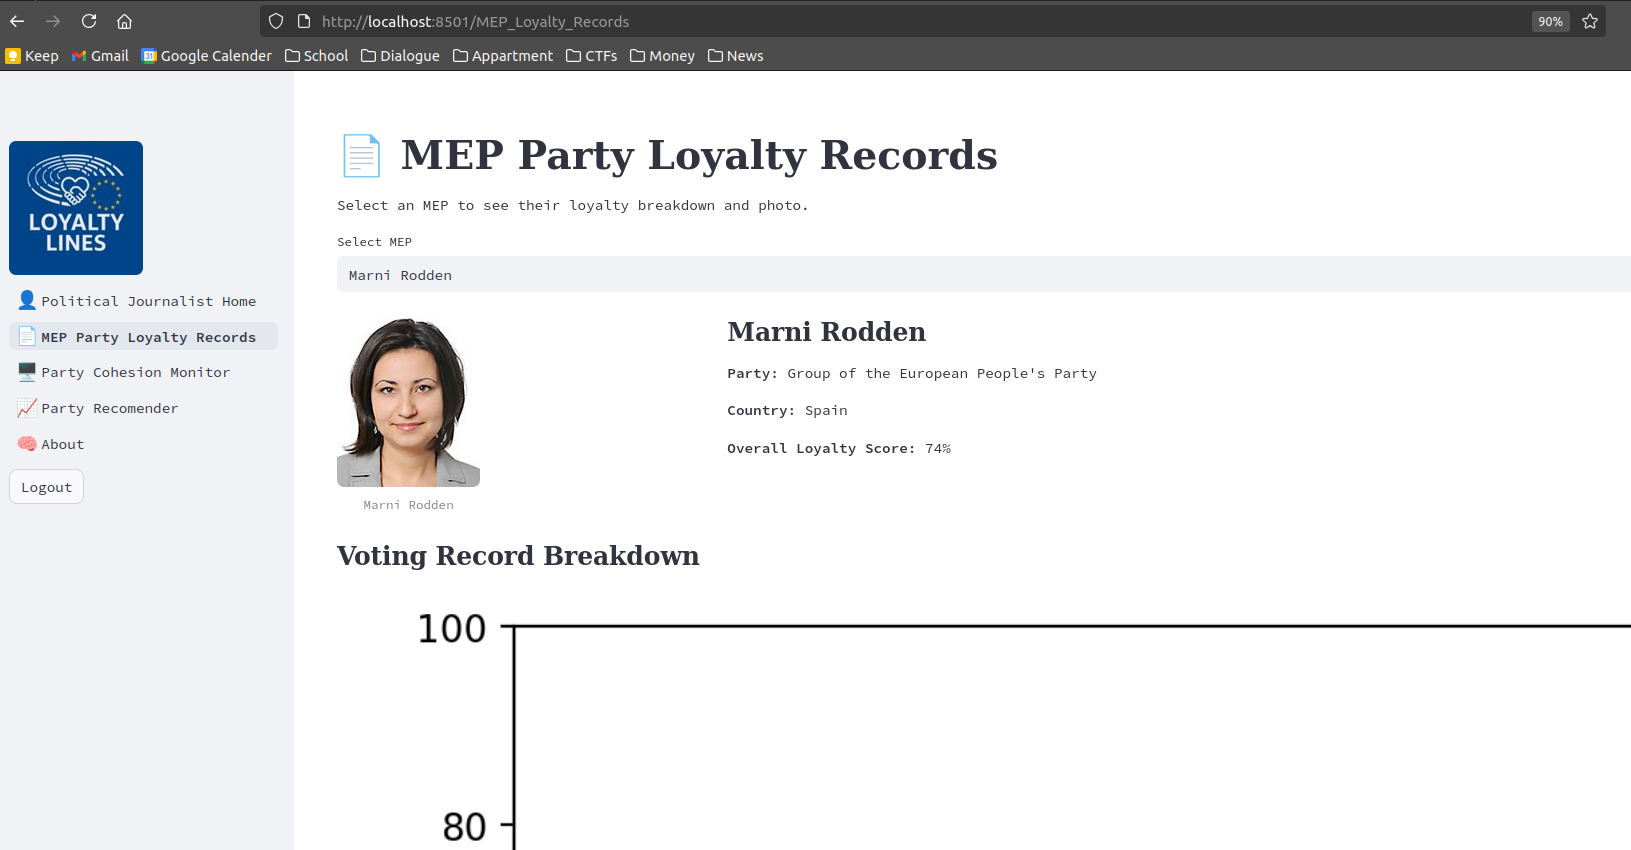 http://localhost:8501/MEP_Loyalty_Records
90%
Keep
Gmail
Google Calender
School
Dialogue
Appartment
CTFs
Money
News
LOYALTY
LINES
Political Journalist Home
MEP Party Loyalty Records
Party Cohesion Monitor
Party Recomender
About
Logout
MEP Party Loyalty Records
Select an MEP to see their loyalty breakdown and photo.
Select MEP
Marni Rodden
Marni Rodden
Marni Rodden
Party: Group of the European People's Party
Country: Spain
Overall Loyalty Score: 74%
Voting Record Breakdown
100
80